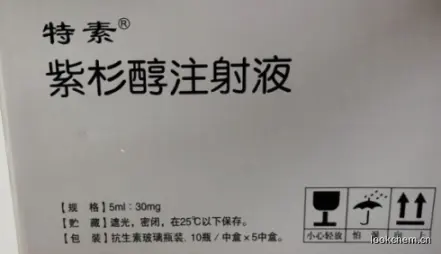 特素®
紫杉醇注射液
【规 格】5ml:30mg
【贮 藏】遮光,密闭,在25℃以下保存。
【包 装】抗生素玻璃瓶装. 10瓶/中盒×5中盒。
小心轻放 怕 湿 向 上
lookchem.cn